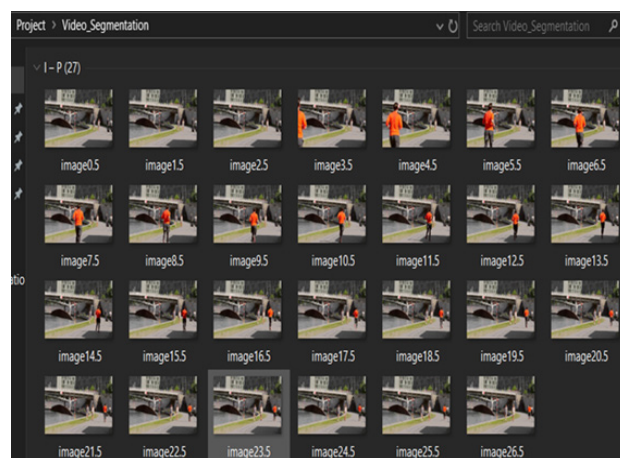 Project > Video_Segmentation
Search Video_Segmentation
I – P (27)
image0.5 image1.5 image2.5 image3.5 image4.5 image5.5 image6.5
image7.5 image8.5 image9.5 image10.5 image11.5 image12.5 image13.5
atio
image14.5 image15.5 image16.5 image17.5 image18.5 image19.5 image20.5
image21.5 image22.5 image23.5 image24.5 image25.5 image26.5